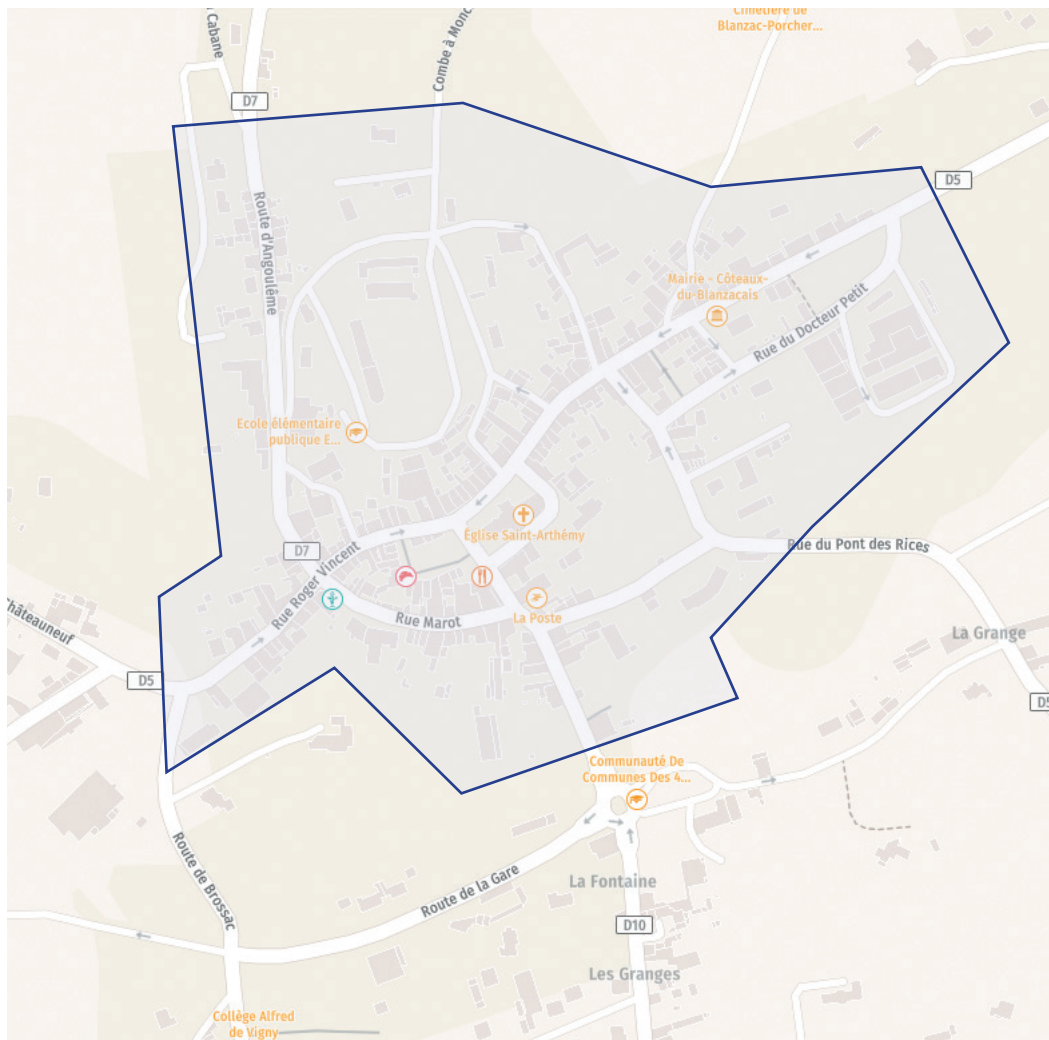 Cimetière de
Blanzac-Porcher...
Cabane
Combe à Monc
D7
D5
Route d'Angoulême
Mairie - Côteaux-
du-Blanzacais
Rue du Docteur Petit
Ecole élémentaire
publique E...
Église Saint-Arthémy
D7
Rue du Pont des Rices
Rue Roger Vincent
Châteauneuf
Rue Marot
La Poste
La Grange
D5
D5
Communauté De
Communes Des 4...
Route de Brossac
Route de la Gare
La Fontaine
D10
Les Granges
Collège Alfred
de Vigny